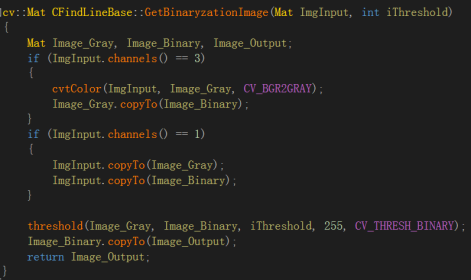 cv::Mat CFindLineBase::GetBinaryzationImage(Mat ImgInput, int iThreshold)
{
Mat Image_Gray, Image_Binary, Image_Output;
if (ImgInput.channels() == 3)
{
cvtColor(ImgInput, Image_Gray, CV_BGR2GRAY);
Image_Gray.copyTo(Image_Binary);
}
if (ImgInput.channels() == 1)
{
ImgInput.copyTo(Image_Gray);
ImgInput.copyTo(Image_Binary);
}
threshold(Image_Gray, Image_Binary, iThreshold, 255, CV_THRESH_BINARY);
Image_Binary.copyTo(Image_Output);
return Image_Output;
}